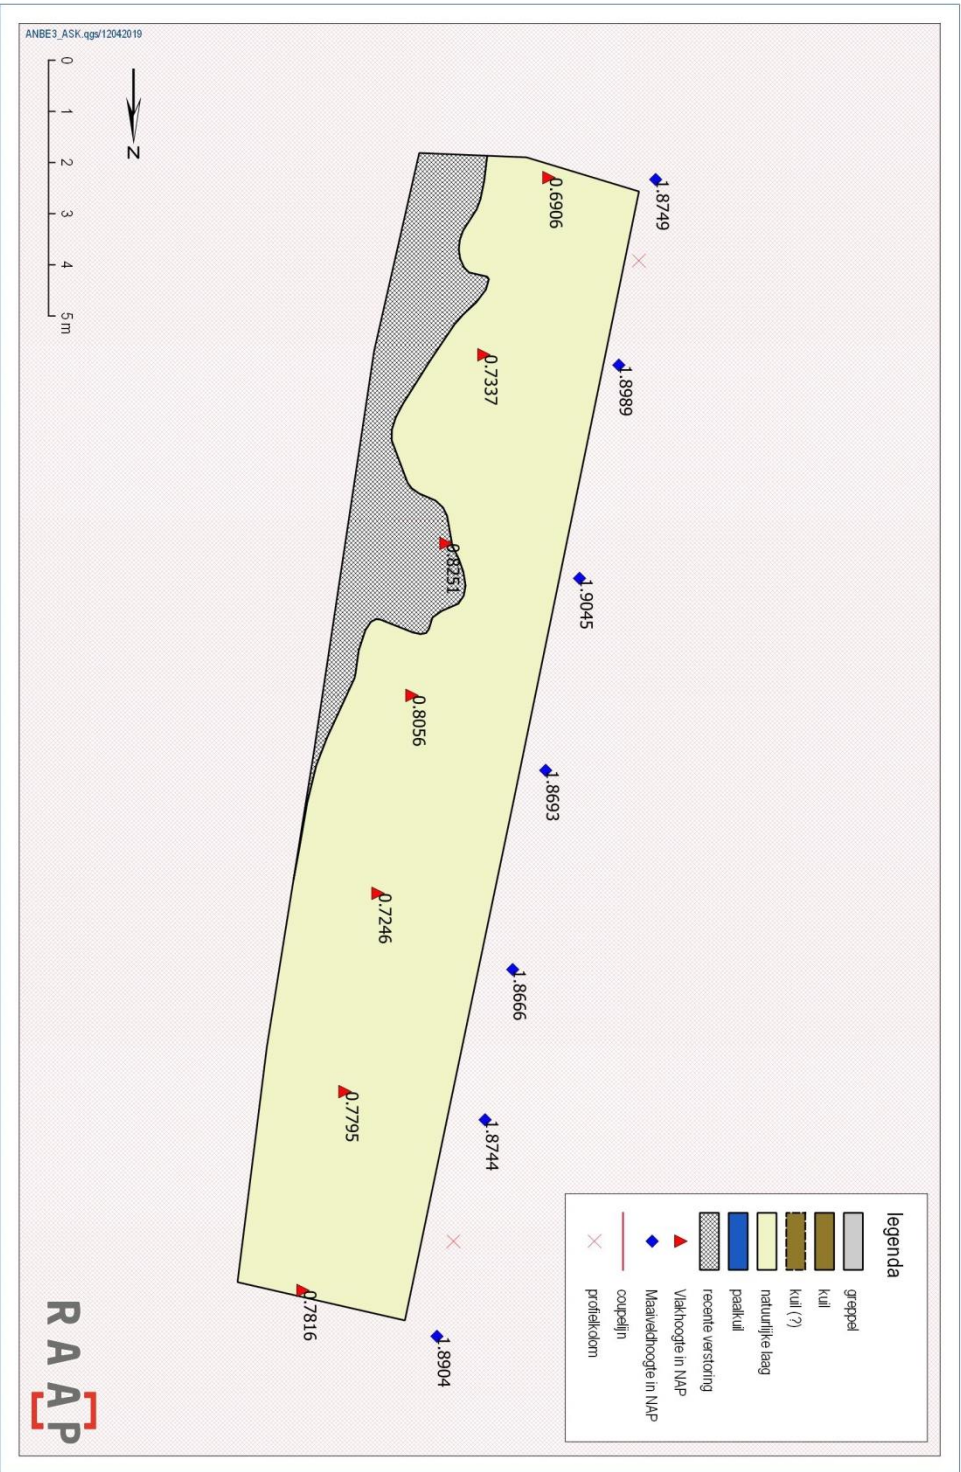 ANBE3_ASK.qgs/12042019
0 1 2 3 4 5 m
N
1.8749
0.6906
1.8989
0.7337
0.8251
1.9045
0.8056
1.8693
0.7246
1.8666
0.7795
1.8744
0.7816
1.8904
legenda
greppel
kuil
kuil (?)
natuurlijke laag
paalkuil
recente verstoring
Vlakhoogte in NAP
Maaiveldhoogte in NAP
coupelijn
profielkolom
RA[A]P